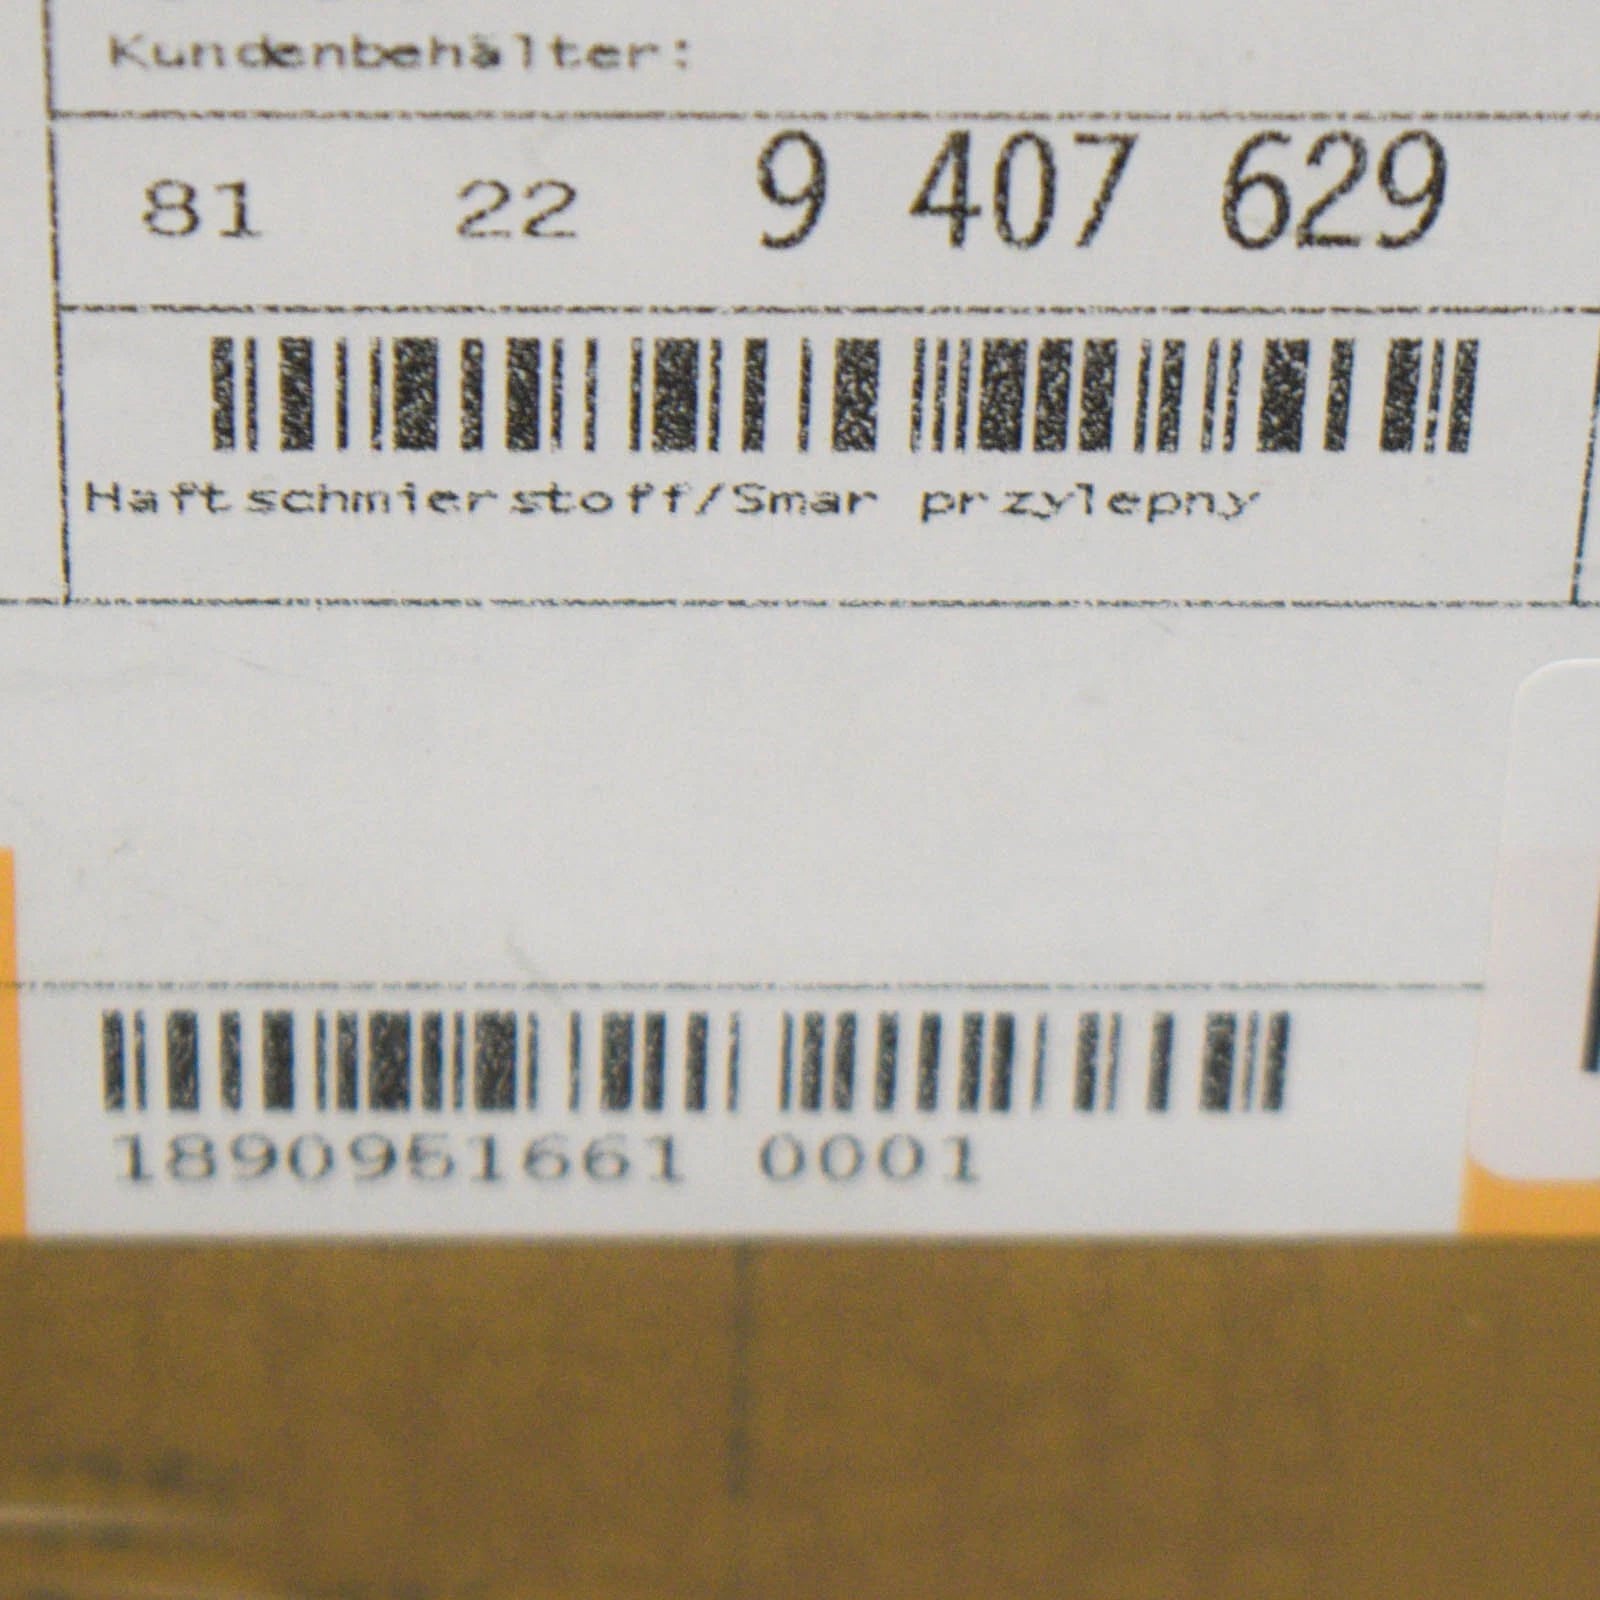 Kundenbehälter:
81 22 9 407 629
Haftschmierstoff/Smar przylepny
1890951661 0001